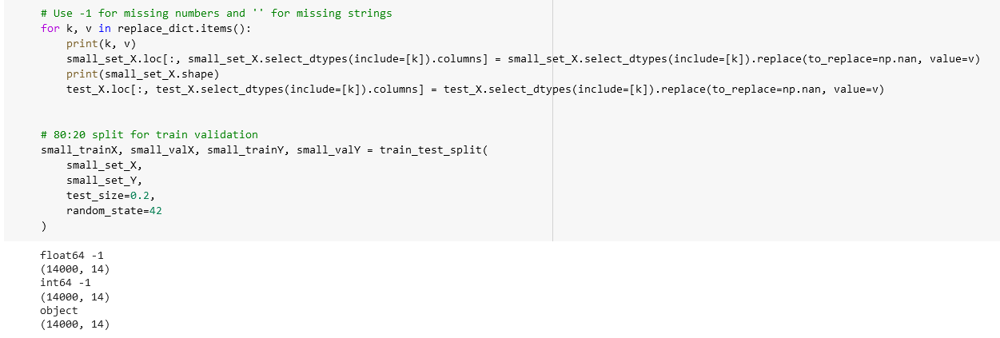 # Use -1 for missing numbers and '' for missing strings
for k, v in replace_dict.items():
    print(k, v)
    small_set_X.loc[:, small_set_X.select_dtypes(include=[k]).columns] = small_set_X.select_dtypes(include=[k]).replace(to_replace=np.nan, value=v)
    print(small_set_X.shape)
    test_X.loc[:, test_X.select_dtypes(include=[k]).columns] = test_X.select_dtypes(include=[k]).replace(to_replace=np.nan, value=v)
# 80:20 split for train validation
small_trainX, small_valX, small_trainY, small_valY = train_test_split(
    small_set_X,
    small_set_Y,
    test_size=0.2,
    random_state=42
)
float64 -1
(14000, 14)
int64 -1
(14000, 14)
object
(14000, 14)